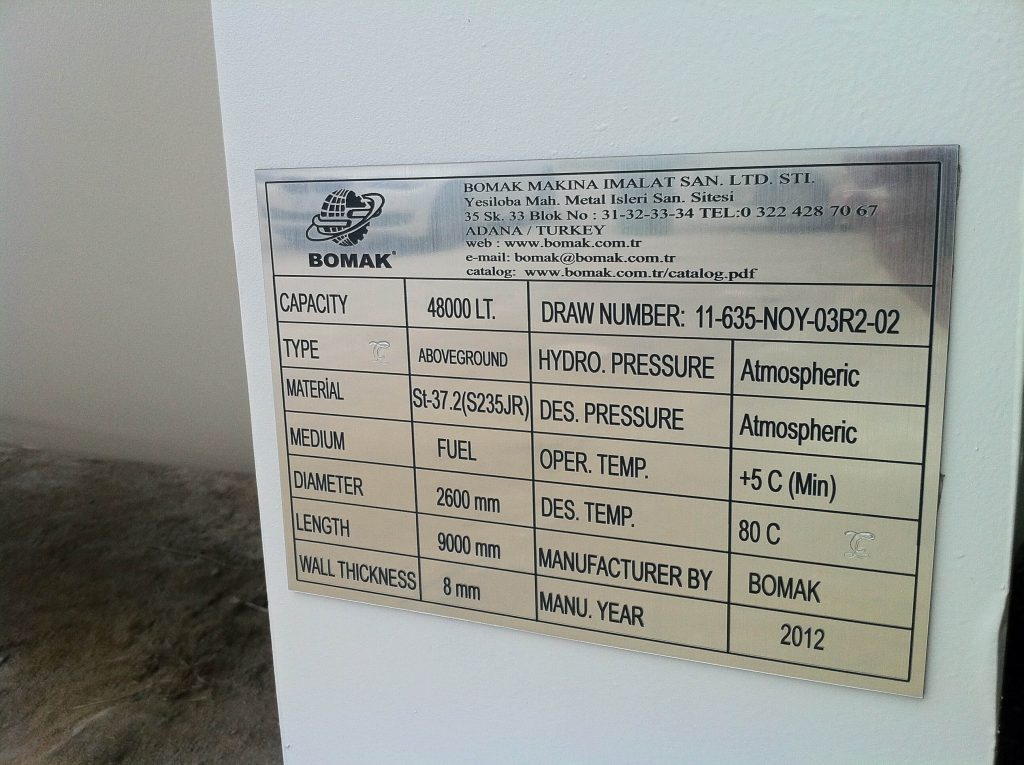 BOMAK
BOMAK MAKINA IMALAT SAN. LTD. STI.
Yesiloba Mah. Metal Isleri San. Sitesi
35 Sk. 33 Blok No : 31-32-33-34 TEL:0 322 428 70 67
ADANA / TURKEY
web : www.bomak.com.tr
e-mail: bomak@bomak.com.tr
catalog: www.bomak.com.tr/catalog.pdf
CAPACITY 48000 LT. DRAW NUMBER: 11-635-NOY-03R2-02
TYPE ABOVEGROUND HYDRO. PRESSURE Atmospheric
MATERİAL St-37.2(S235JR) DES. PRESSURE Atmospheric
MEDIUM FUEL OPER. TEMP. +5 C (Min)
DIAMETER 2600 mm DES. TEMP. 80 C
LENGTH 9000 mm MANUFACTURER BY BOMAK
WALL THICKNESS 8 mm MANU. YEAR 2012